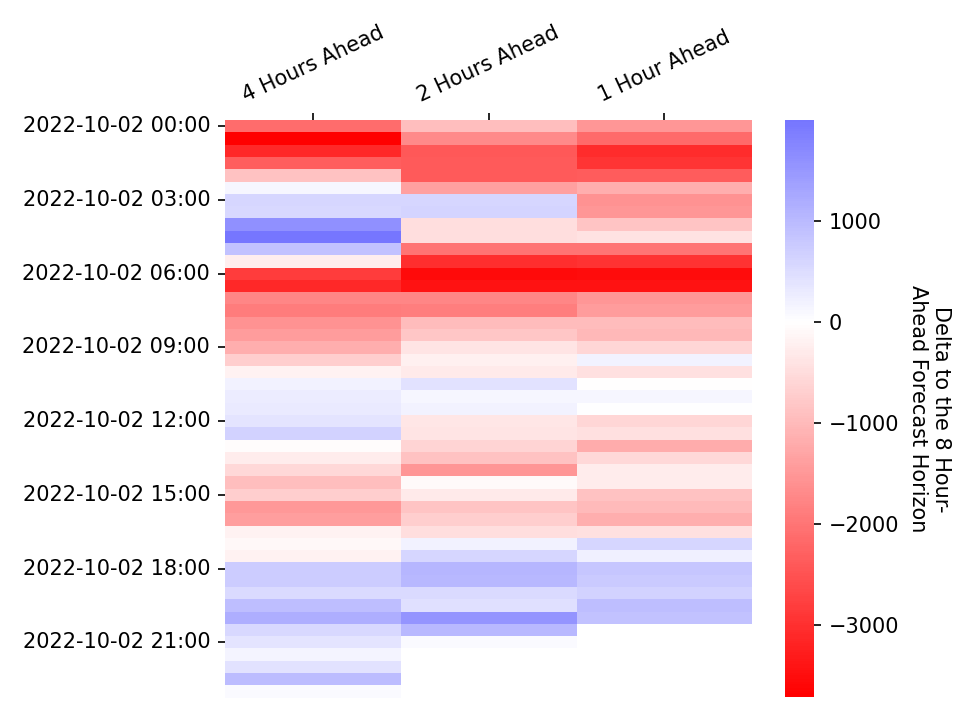 4 Hours Ahead
2 Hours Ahead
1 Hour Ahead
2022-10-02 00:00
2022-10-02 03:00
2022-10-02 06:00
2022-10-02 09:00
2022-10-02 12:00
2022-10-02 15:00
2022-10-02 18:00
2022-10-02 21:00
1000
0
−1000
−2000
−3000
Delta to the 8 Hour-
Ahead Forecast Horizon